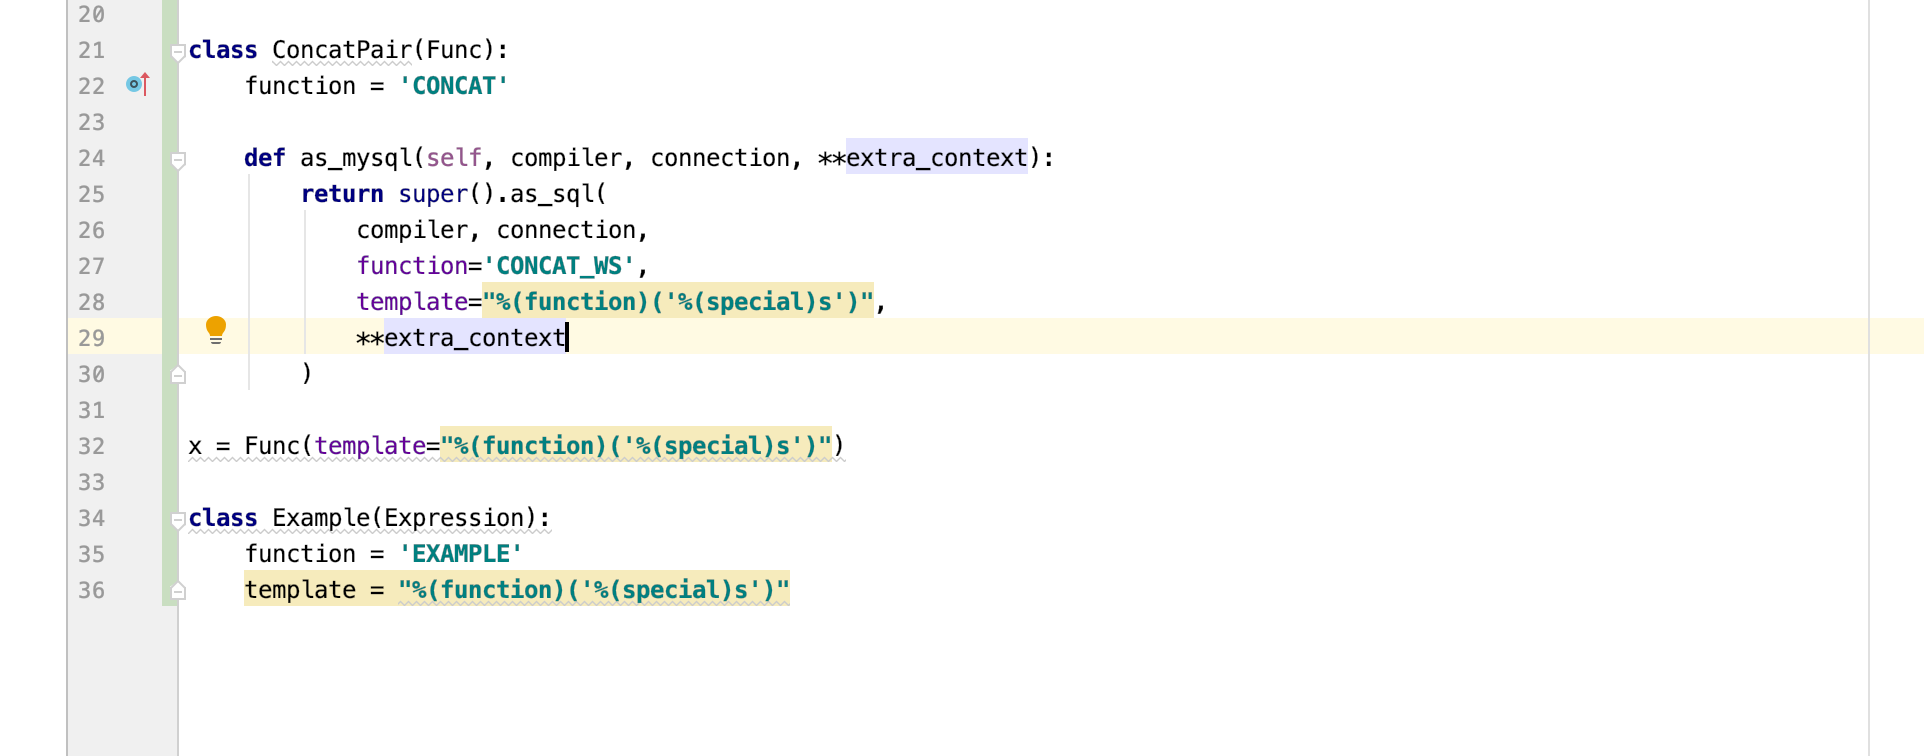 20
21 class ConcatPair(Func):
22     function = 'CONCAT'
23
24     def as_mysql(self, compiler, connection, **extra_context):
25         return super().as_sql(
26             compiler, connection,
27             function='CONCAT_WS',
28             template="%(function)('%(special)s')",
29             **extra_context
30         )
31
32 x = Func(template="%(function)('%(special)s')")
33
34 class Example(Expression):
35     function = 'EXAMPLE'
36     template = "%(function)('%(special)s')"